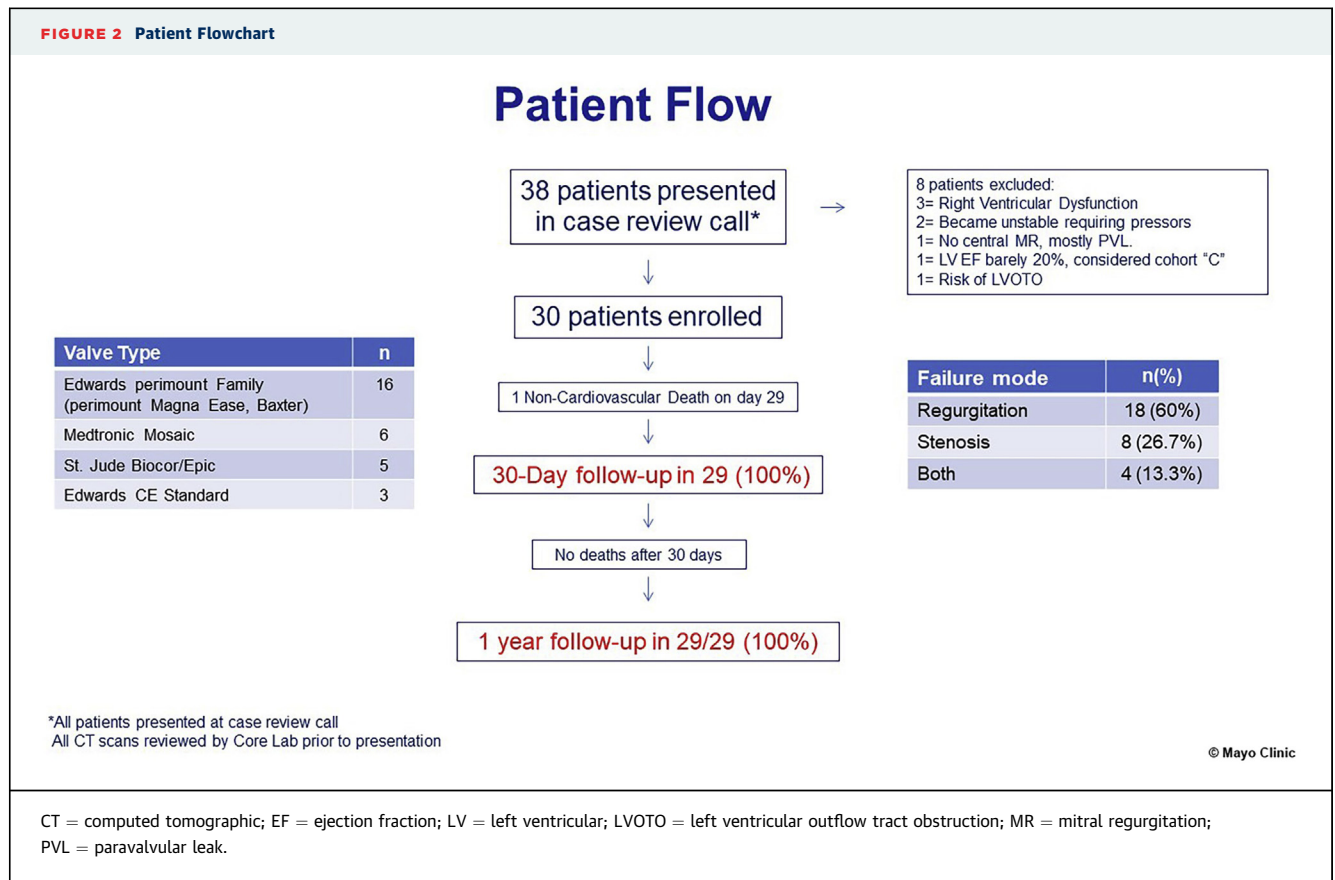 FIGURE 2 Patient Flowchart
Patient Flow
38 patients presented
in case review call*
8 patients excluded:
3= Right Ventricular Dysfunction
2= Became unstable requiring pressors
1= No central MR, mostly PVL.
1= LV EF barely 20%, considered cohort "C"
1= Risk of LVOTO
30 patients enrolled
Valve Type n
Edwards perimount Family 16
(perimount Magna Ease, Baxter)
Medtronic Mosaic 6
St. Jude Biocor/Epic 5
Edwards CE Standard 3
1 Non-Cardiovascular Death on day 29
Failure mode n(%)
Regurgitation 18 (60%)
Stenosis 8 (26.7%)
Both 4 (13.3%)
30-Day follow-up in 29 (100%)
No deaths after 30 days
1 year follow-up in 29/29 (100%)
*All patients presented at case review call
All CT scans reviewed by Core Lab prior to presentation
© Mayo Clinic
CT = computed tomographic; EF = ejection fraction; LV = left ventricular; LVOTO = left ventricular outflow tract obstruction; MR = mitral regurgitation;
PVL = paravalvular leak.